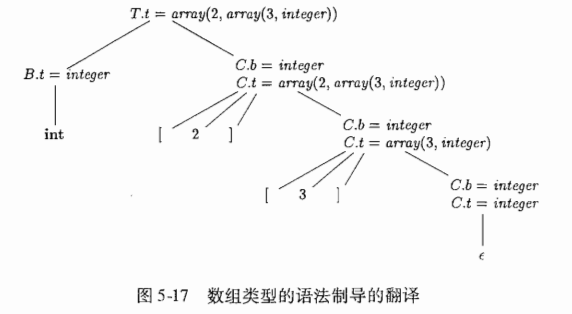 T.t = array(2, array(3, integer))
B.t = integer
C.b = integer
C.t = array(2, array(3, integer))
int
[ 2 ]
C.b = integer
C.t = array(3, integer)
[ 3 ]
C.b = integer
C.t = integer
ϵ
图 5-17 数组类型的语法制导的翻译